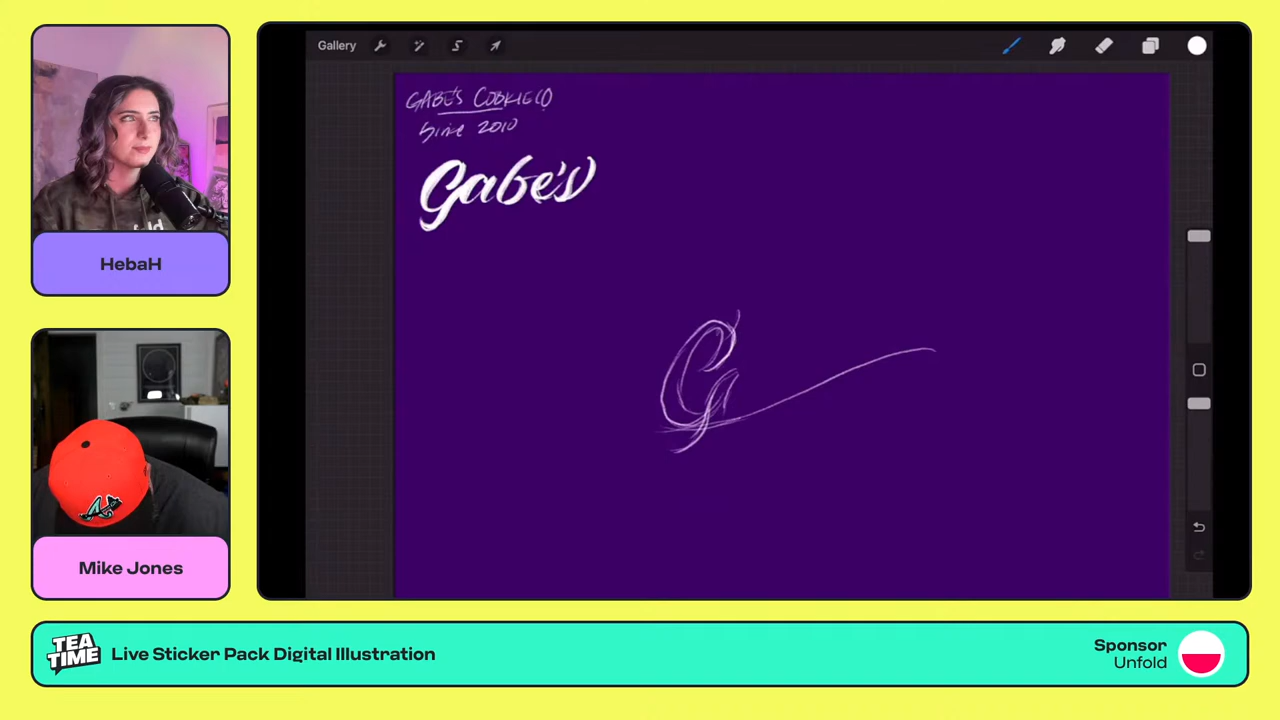 HebaH
Mike Jones
Gallery
GABE'S COOKIE CO
Since 2010
Gabe's
Ga
TEA
TIME
Live Sticker Pack Digital Illustration
Sponsor
Unfold